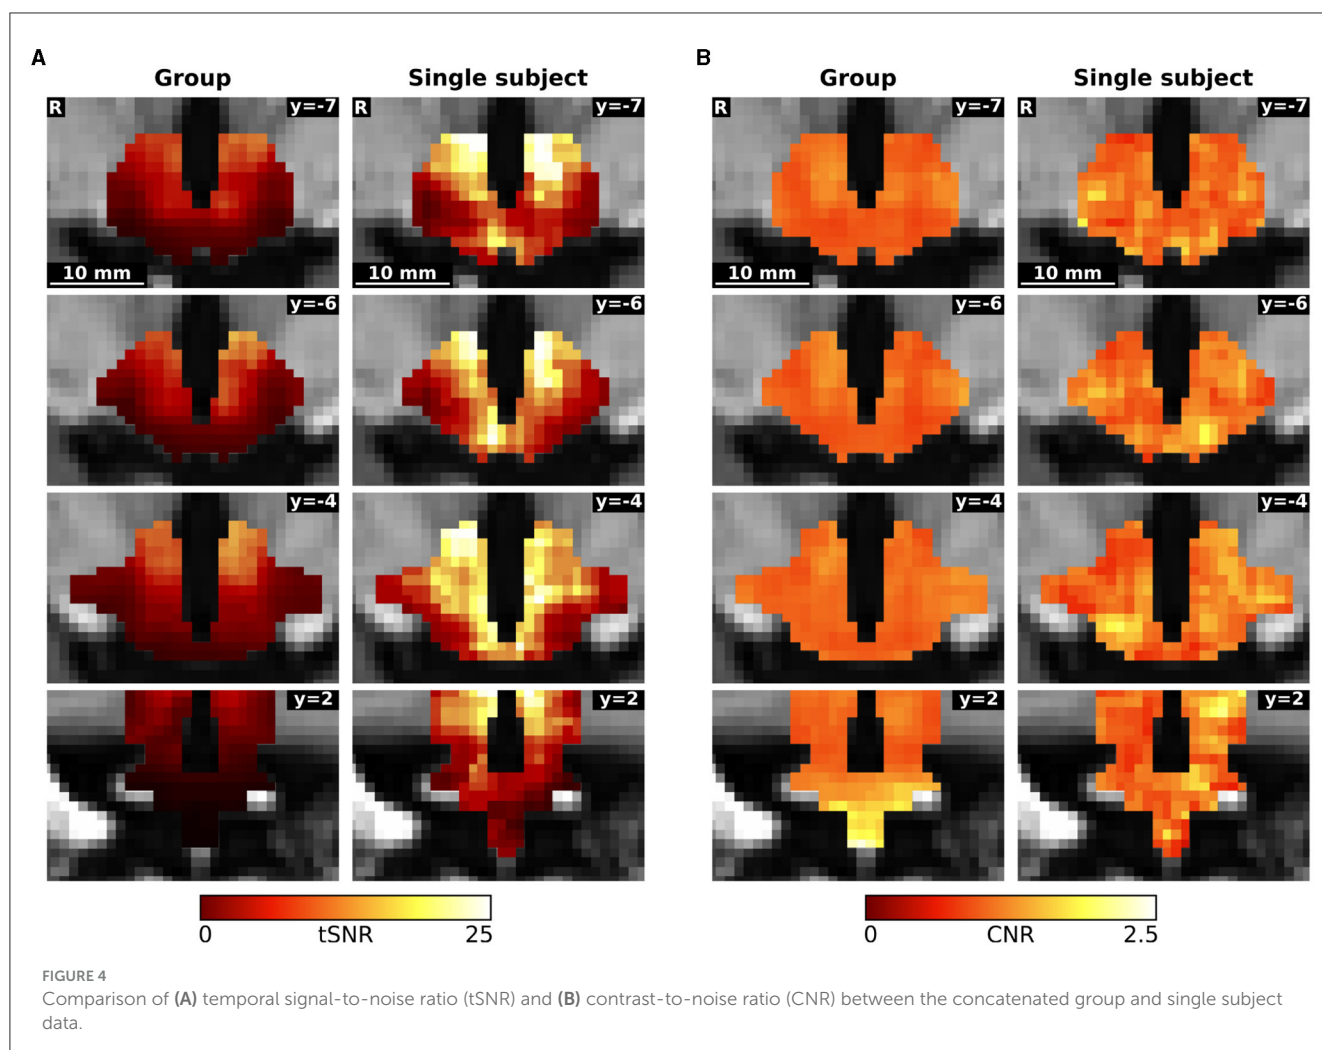 A
B
Group
Single subject
Group
Single subject
R
y=-7
R
y=-7
R
y=-7
R
y=-7
10 mm
10 mm
10 mm
10 mm
y=-6
y=-6
y=-6
y=-6
y=-4
y=-4
y=-4
y=-4
y=2
y=2
y=2
y=2
0
tSNR
25
0
CNR
2.5
FIGURE 4
Comparison of (A) temporal signal-to-noise ratio (tSNR) and (B) contrast-to-noise ratio (CNR) between the concatenated group and single subject
data.